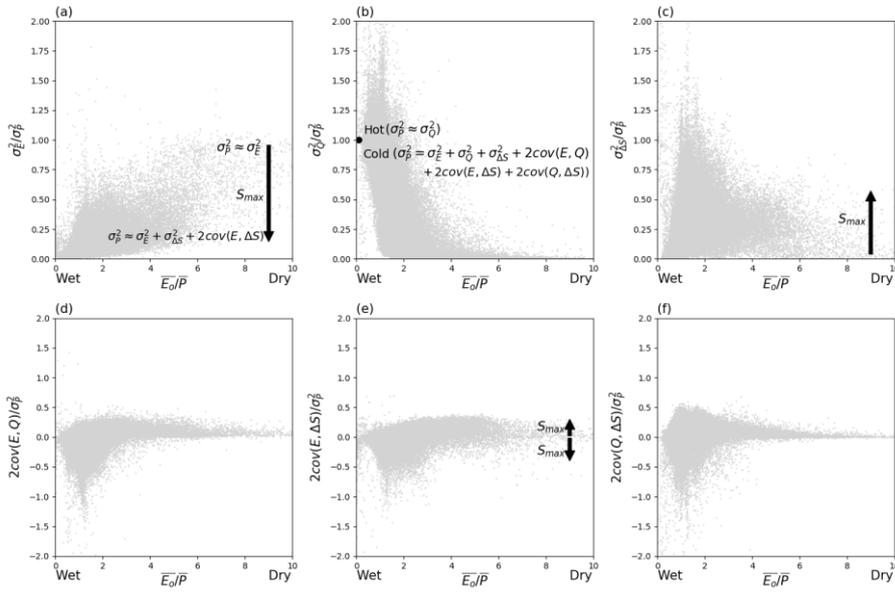 (a)
(b)
(c)
2.00
1.75
1.50
1.25
1.00
0.75
0.50
0.25
0.00
σ²_E/σ²_P
σ²_P ≈ σ²_E
S_max
σ²_P ≈ σ²_E + σ²_ΔS + 2cov(E, ΔS)
0 2 4 6 8 10
Wet E̅ₒ/P̅ Dry
2.00
1.75
1.50
1.25
1.00
0.75
0.50
0.25
0.00
σ²_Q/σ²_P
Hot (σ²_P ≈ σ²_Q)
Cold (σ²_P = σ²_E + σ²_Q + σ²_ΔS + 2cov(E, Q)
+ 2cov(E, ΔS) + 2cov(Q, ΔS))
0 2 4 6 8 10
Wet E̅ₒ/P̅ Dry
2.00
1.75
1.50
1.25
1.00
0.75
0.50
0.25
0.00
σ²_ΔS/σ²_P
S_max
0 2 4 6 8 10
Wet E̅ₒ/P̅ Dry
(d)
(e)
(f)
2.0
1.5
1.0
0.5
0.0
−0.5
−1.0
−1.5
−2.0
2cov(E, Q)/σ²_P
0 2 4 6 8 10
Wet E̅ₒ/P̅ Dry
2.0
1.5
1.0
0.5
0.0
−0.5
−1.0
−1.5
−2.0
2cov(E, ΔS)/σ²_P
S_max
S_max
0 2 4 6 8 10
Wet E̅ₒ/P̅ Dry
2.0
1.5
1.0
0.5
0.0
−0.5
−1.0
−1.5
−2.0
2cov(Q, ΔS)/σ²_P
0 2 4 6 8 10
Wet E̅ₒ/P̅ Dry